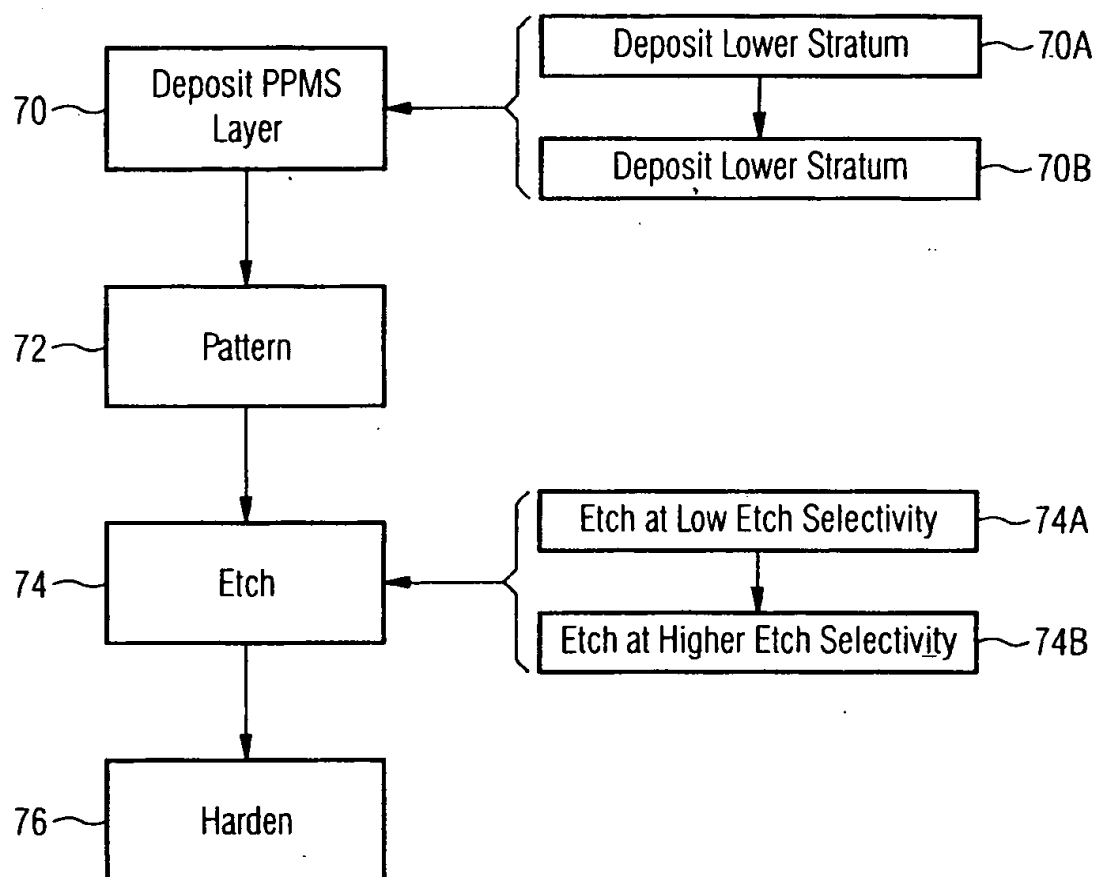 Deposit Lower Stratum
70A
70
Deposit PPMS
Layer
Deposit Lower Stratum
70B
72
Pattern
Etch at Low Etch Selectivity
74A
74
Etch
Etch at Higher Etch Selectivity
74B
76
Harden